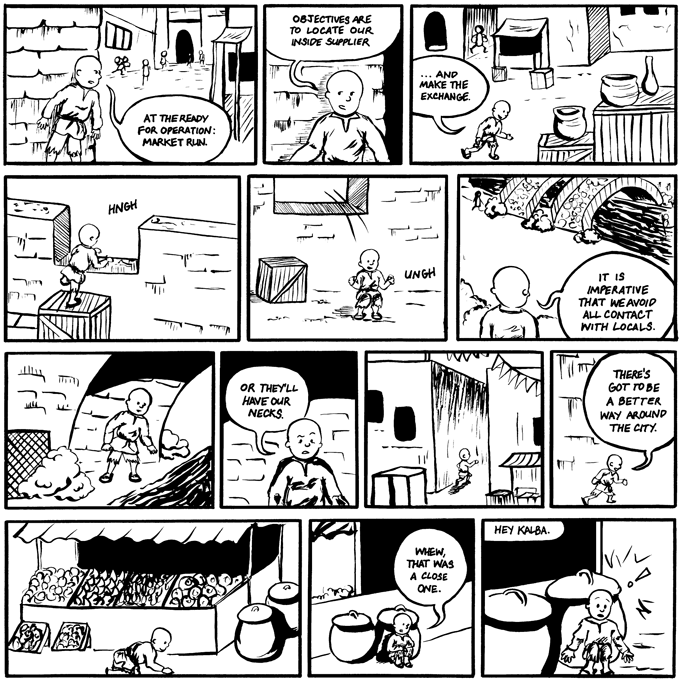 AT THE READY
FOR OPERATION:
MARKET RUN.
OBJECTIVES ARE
TO LOCATE OUR
INSIDE SUPPLIER
... AND
MAKE THE
EXCHANGE.
HNGH
UNGH
IT IS
IMPERATIVE
THAT WE AVOID
ALL CONTACT
WITH LOCALS.
OR THEY'LL
HAVE OUR
NECKS.
THERE'S
GOT TO BE
A BETTER
WAY AROUND
THE CITY.
WHEW,
THAT WAS
A CLOSE
ONE.
HEY KALBA.